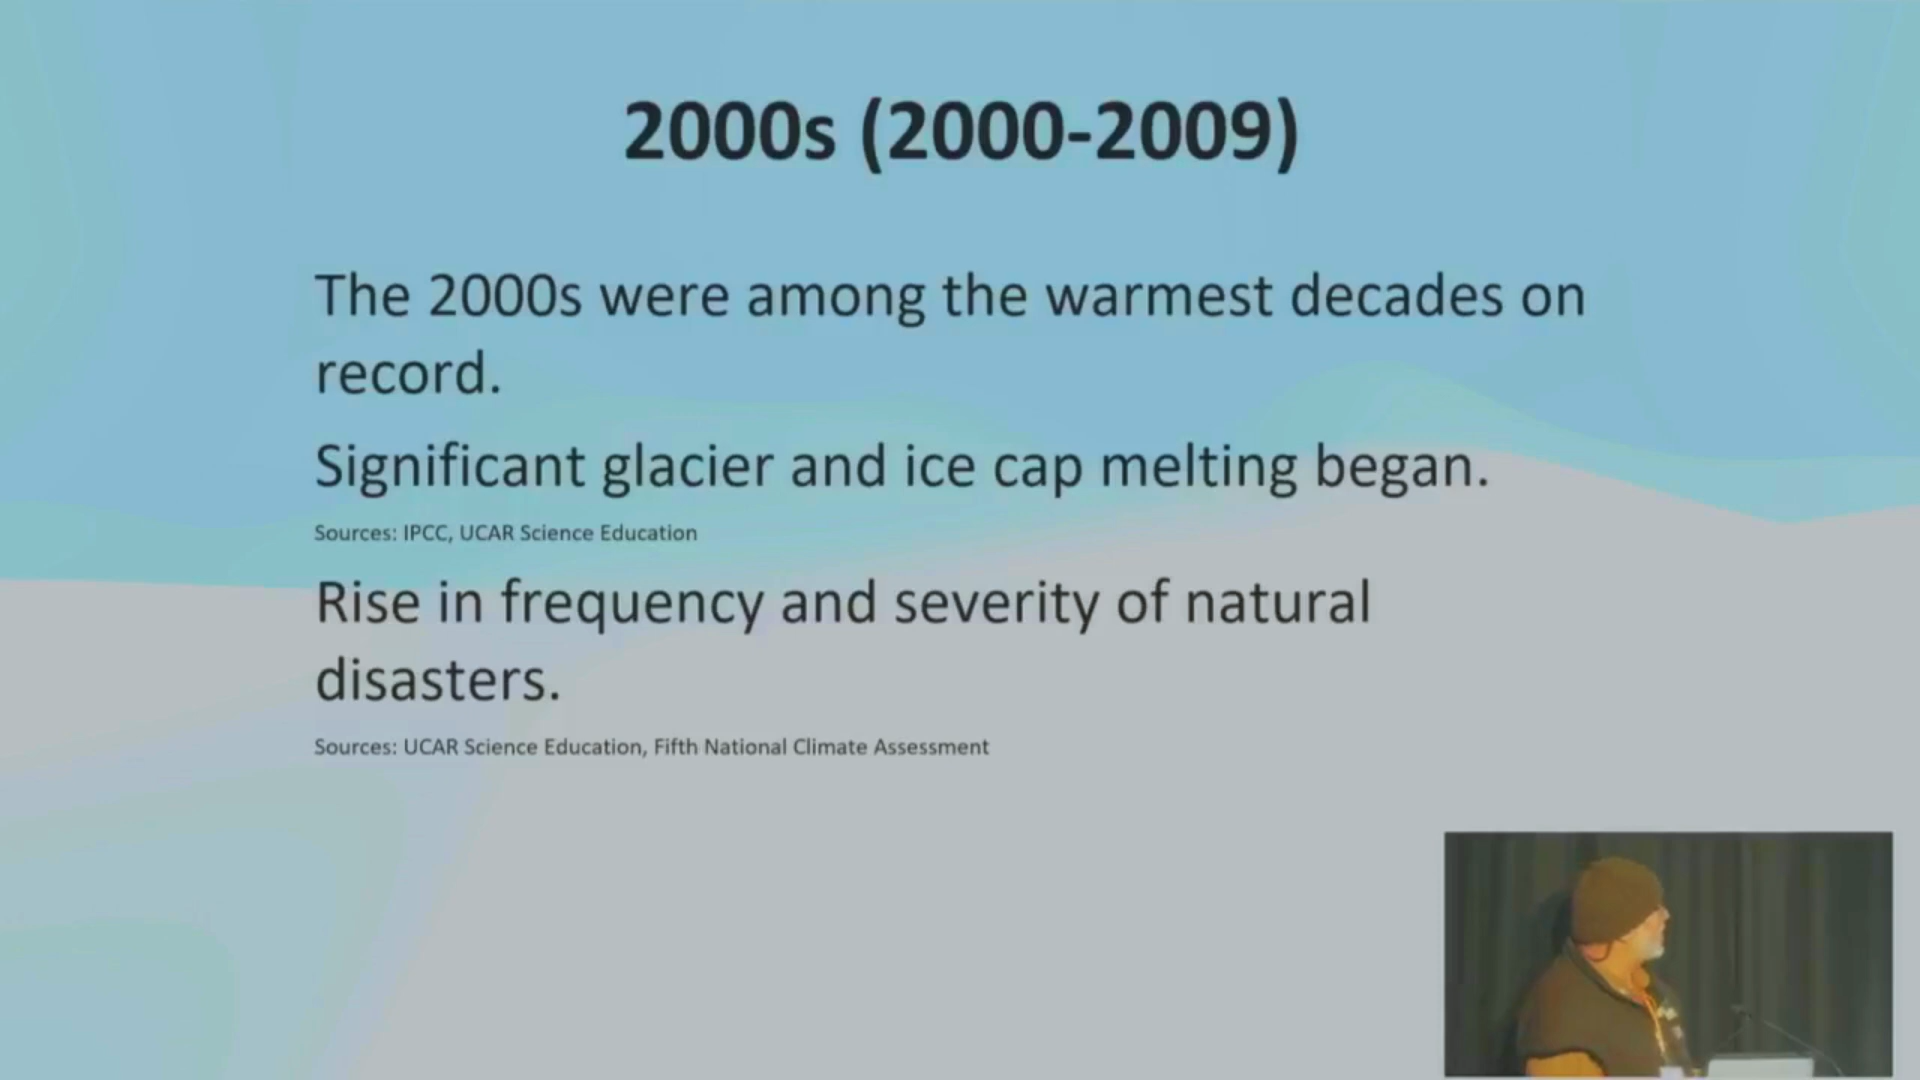 2000s (2000-2009)
The 2000s were among the warmest decades on
record.
Significant glacier and ice cap melting began.
Sources: IPCC, UCAR Science Education
Rise in frequency and severity of natural
disasters.
Sources: UCAR Science Education, Fifth National Climate Assessment